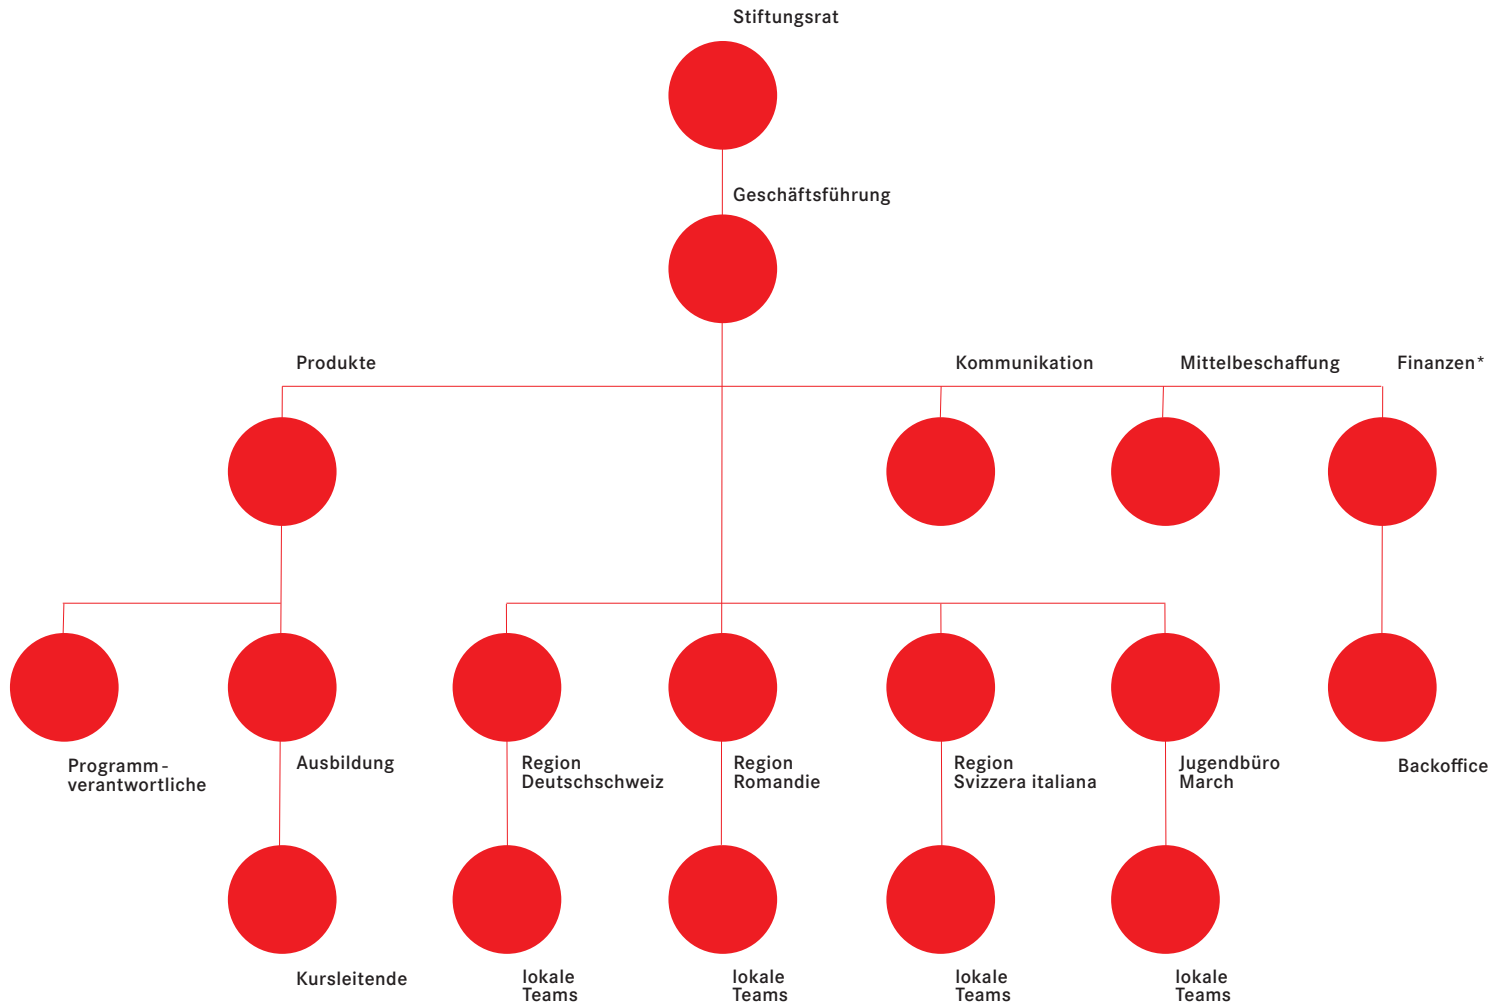 Stiftungsrat
Geschäftsführung
Produkte
Kommunikation
Mittelbeschaffung
Finanzen*
Programm-
verantwortliche
Ausbildung
Region
Deutschschweiz
Region
Romandie
Region
Svizzera italiana
Jugendbüro
March
Backoffice
Kursleitende
lokale
Teams
lokale
Teams
lokale
Teams
lokale
Teams